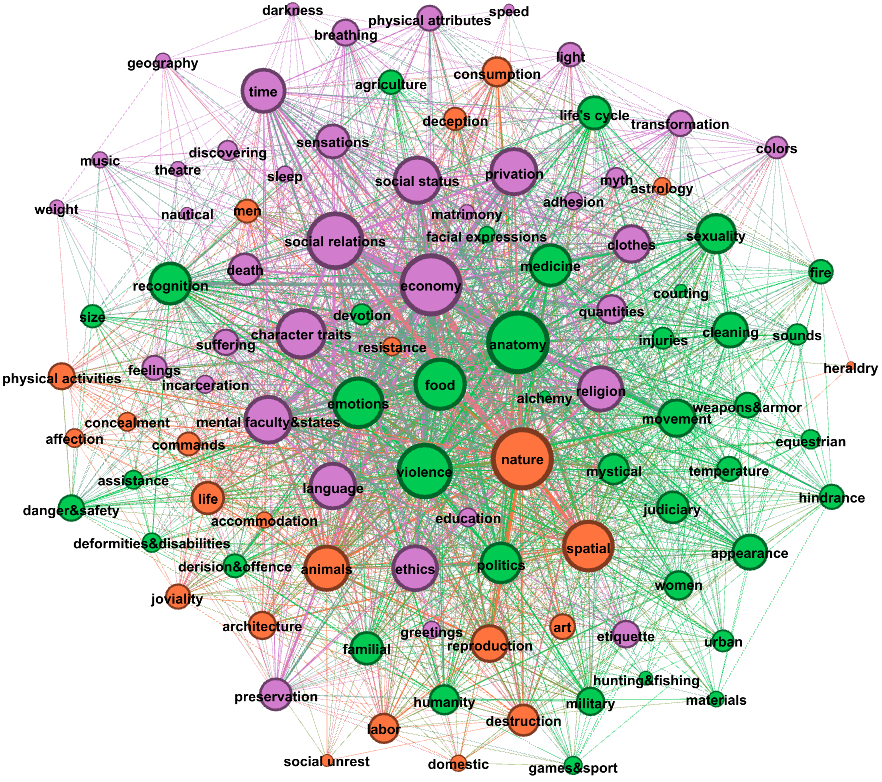 darkness
speed
physical attributes
breathing
geography
light
consumption
time
agriculture
life's cycle
deception
transformation
sensations
colors
discovering
music
theatre
sleep
social status
privation
myth
astrology
adhesion
weight
nautical
men
matrimony
facial expressions
social relations
clothes
sexuality
death
medicine
fire
recognition
economy
courting
quantities
size
devotion
character traits
suffering
resistance
anatomy
injuries
cleaning
sounds
heraldry
feelings
physical activities
incarceration
food
alchemy
religion
emotions
weapons&armor
mental faculty&states
movement
concealment
affection
commands
equestrian
nature
violence
mystical
temperature
assistance
language
life
hindrance
danger&safety
judiciary
accommodation
education
deformities&disabilities
spatial
appearance
derision&offence
animals
ethics
politics
women
joviality
architecture
greetings
art
etiquette
urban
reproduction
familial
hunting&fishing
preservation
humanity
military
materials
labor
destruction
social unrest
domestic
games&sport